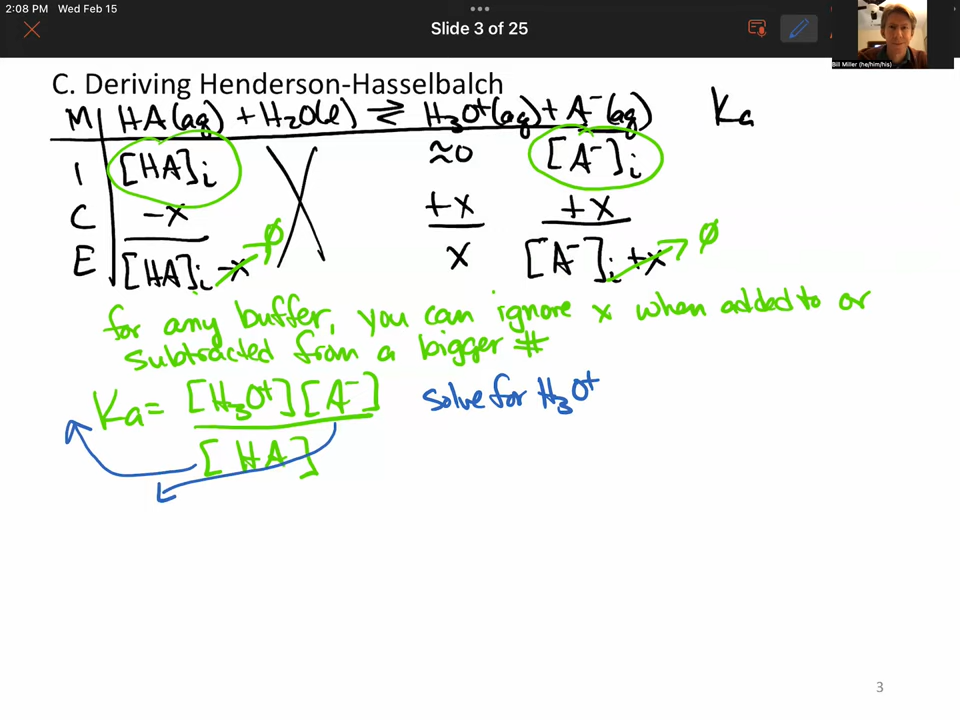 2:08 PM Wed Feb 15
Slide 3 of 25
Bill Miller (he/him/his)
C. Deriving Henderson-Hasselbalch
M HA(aq) + H₂O(l) ⇌ H₃O⁺(aq) + A⁻(aq) Ka
I [HA]i ≈0 [A⁻]i
C -x +x +x
E [HA]i -x ∅ x [A⁻]i +x ∅
for any buffer, you can ignore x when added to or
subtracted from a bigger #
Ka = [H₃O⁺][A⁻] solve for H₃O⁺
[HA]
3